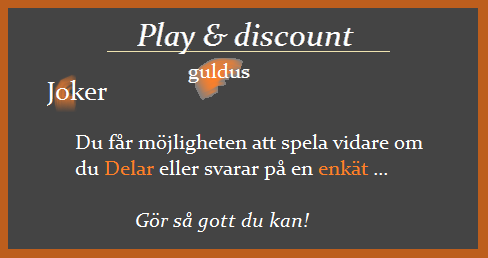 Play & discount
guldus
Joker
Du får möjligheten att spela vidare om
du Delar eller svarar på en enkät ...
Gör så gott du kan!